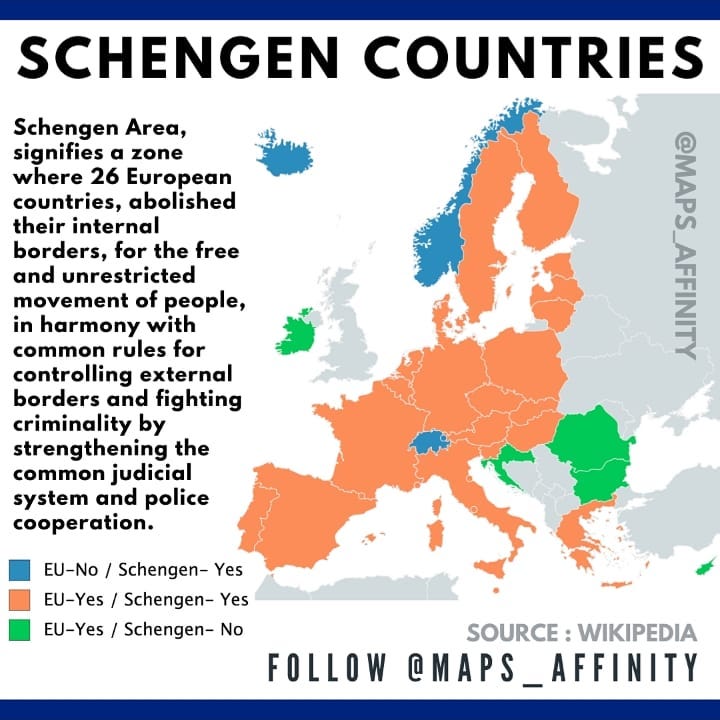 SCHENGEN COUNTRIES
Schengen Area,
signifies a zone
where 26 European
countries, abolished
their internal
borders, for the free
and unrestricted
movement of people,
in harmony with
common rules for
controlling external
borders and fighting
criminality by
strengthening the
common judicial
system and police
cooperation.
@MAPS_AFFINITY
EU-No / Schengen- Yes
EU-Yes / Schengen- Yes
EU-Yes / Schengen- No
SOURCE : WIKIPEDIA
FOLLOW @MAPS_AFFINITY